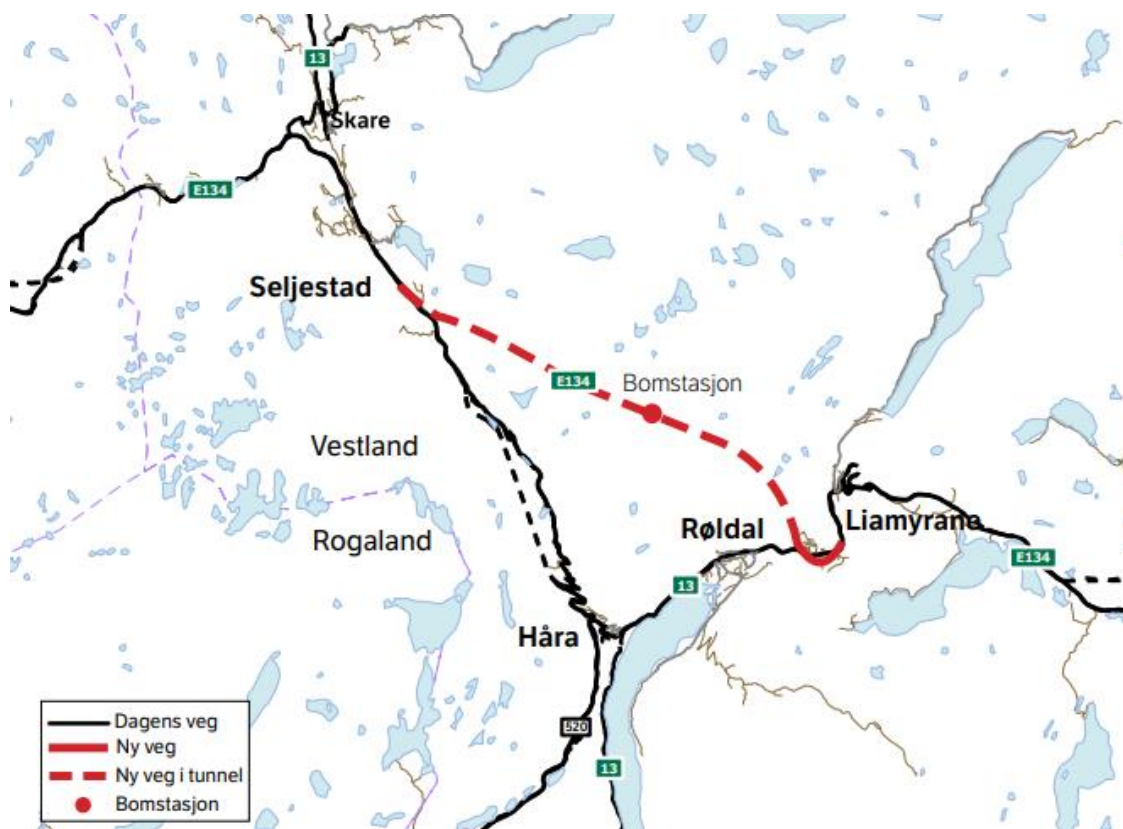 13
Skare
E134
Seljestad
E134
Bomstasjon
Vestland
Rogaland
Røldal
Liamyrane
E134
13
Håra
520
13
Dagens veg
Ny veg
Ny veg i tunnel
Bomstasjon